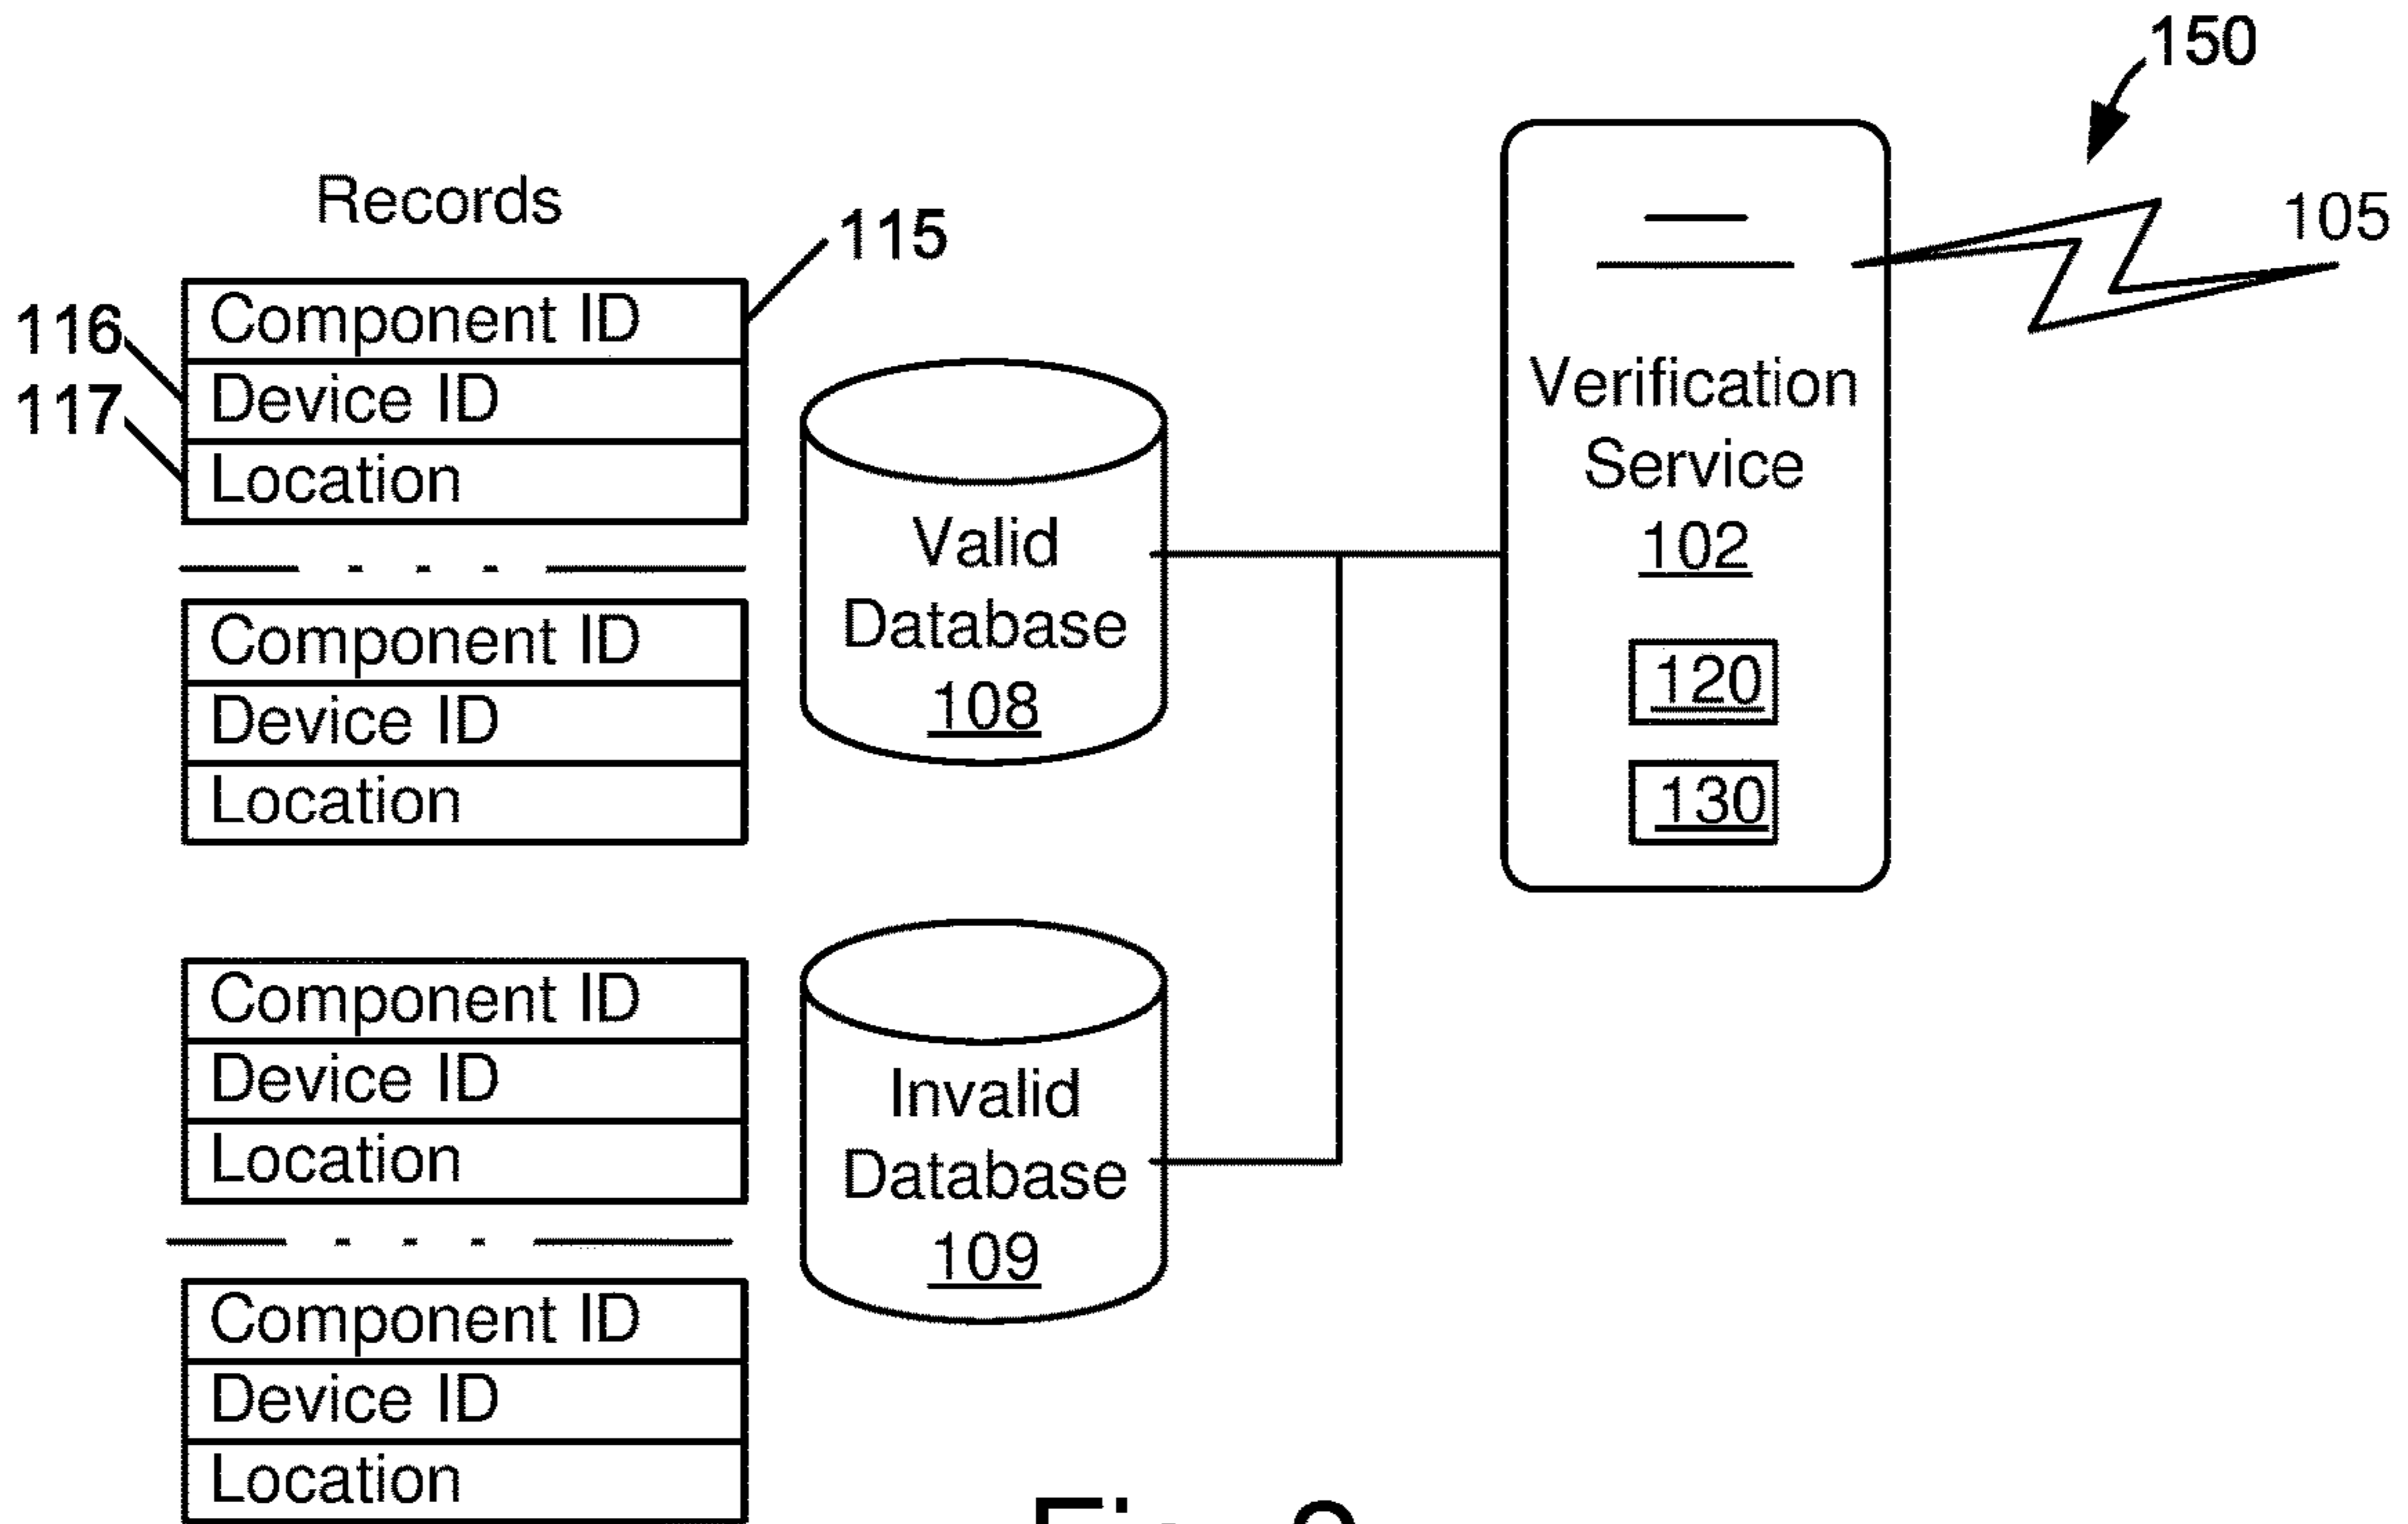 150
105
Records
115
116
117
Component ID
Device ID
Location
Component ID
Device ID
Location
Valid
Database
108
Verification
Service
102
120
130
Component ID
Device ID
Location
Component ID
Device ID
Location
Invalid
Database
109